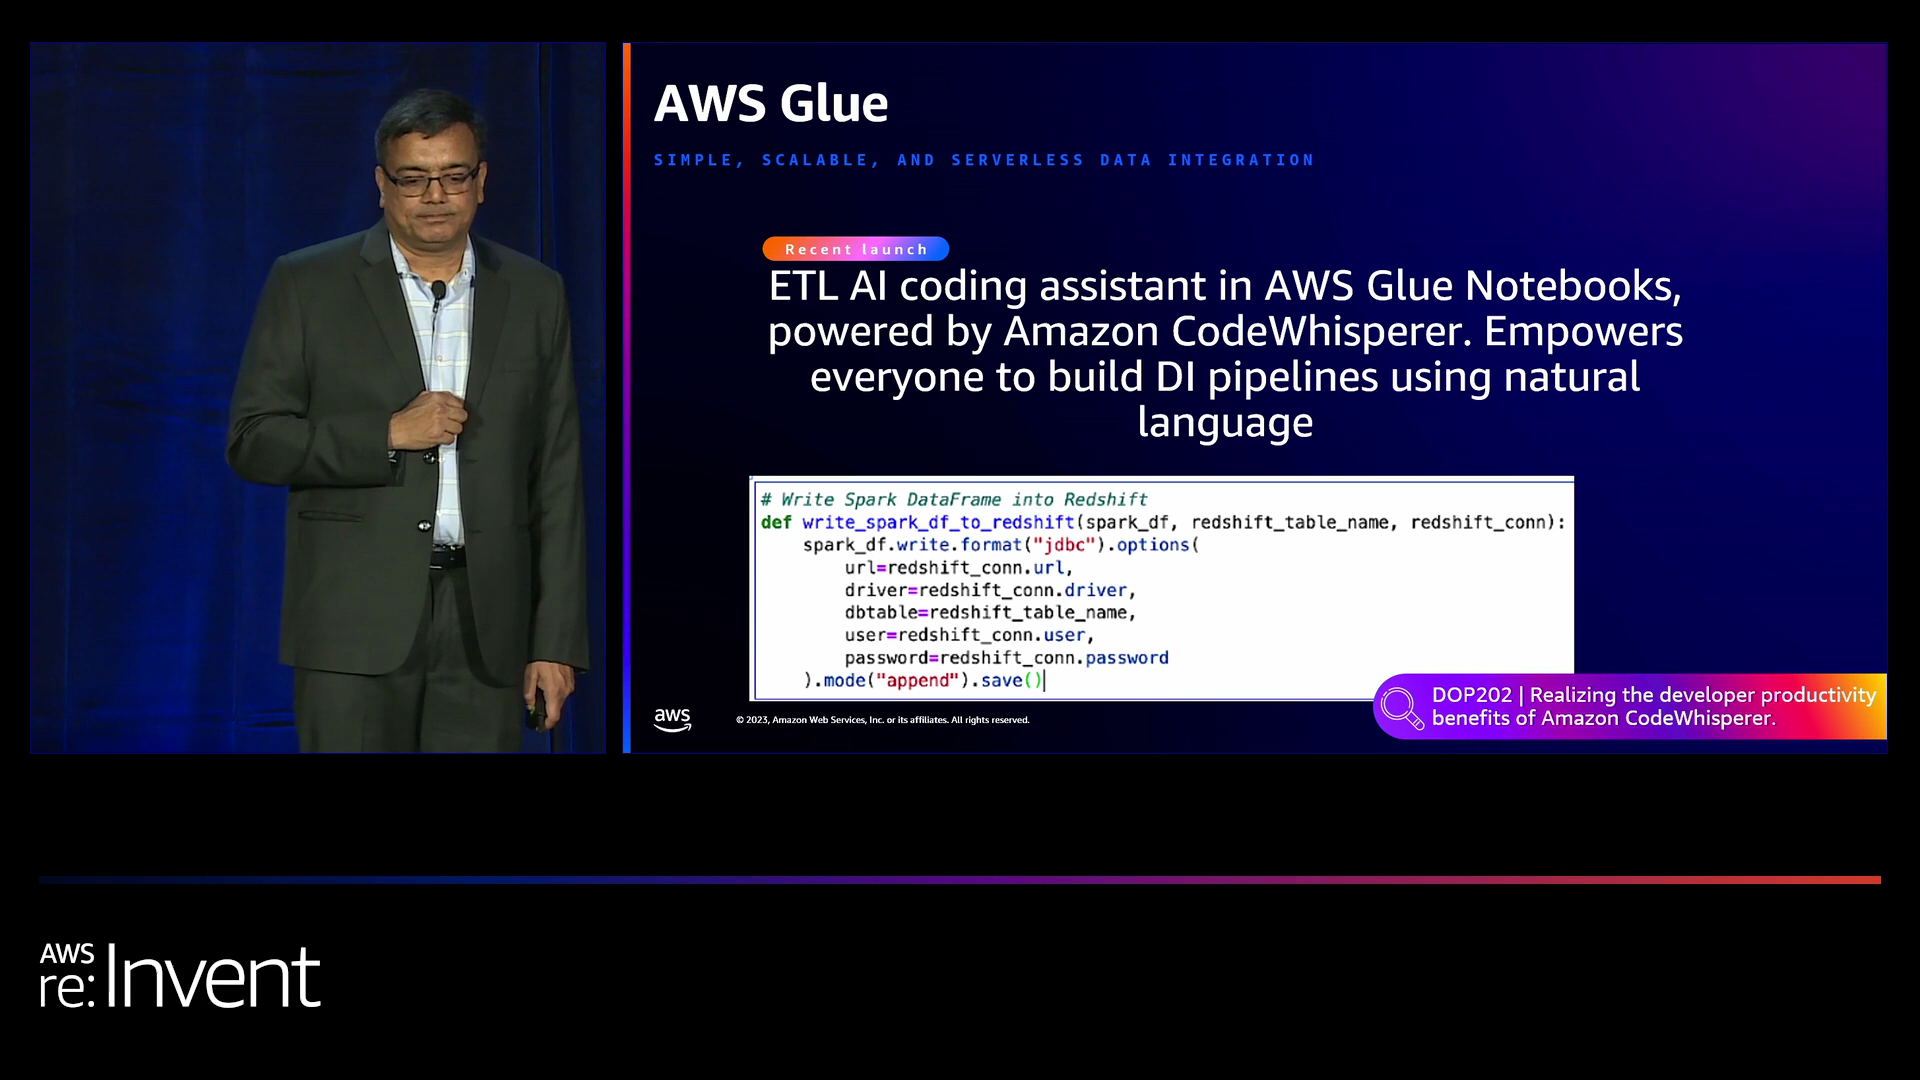 AWS Glue
SIMPLE, SCALABLE, AND SERVERLESS DATA INTEGRATION
Recent launch
ETL AI coding assistant in AWS Glue Notebooks,
powered by Amazon CodeWhisperer. Empowers
everyone to build DI pipelines using natural
language
# Write Spark DataFrame into Redshift
def write_spark_df_to_redshift(spark_df, redshift_table_name, redshift_conn):
    spark_df.write.format("jdbc").options(
        url=redshift_conn.url,
        driver=redshift_conn.driver,
        dbtable=redshift_table_name,
        user=redshift_conn.user,
        password=redshift_conn.password
    ).mode("append").save()
aws
© 2023, Amazon Web Services, Inc. or its affiliates. All rights reserved.
DOP202 | Realizing the developer productivity
benefits of Amazon CodeWhisperer.
AWS
re:Invent